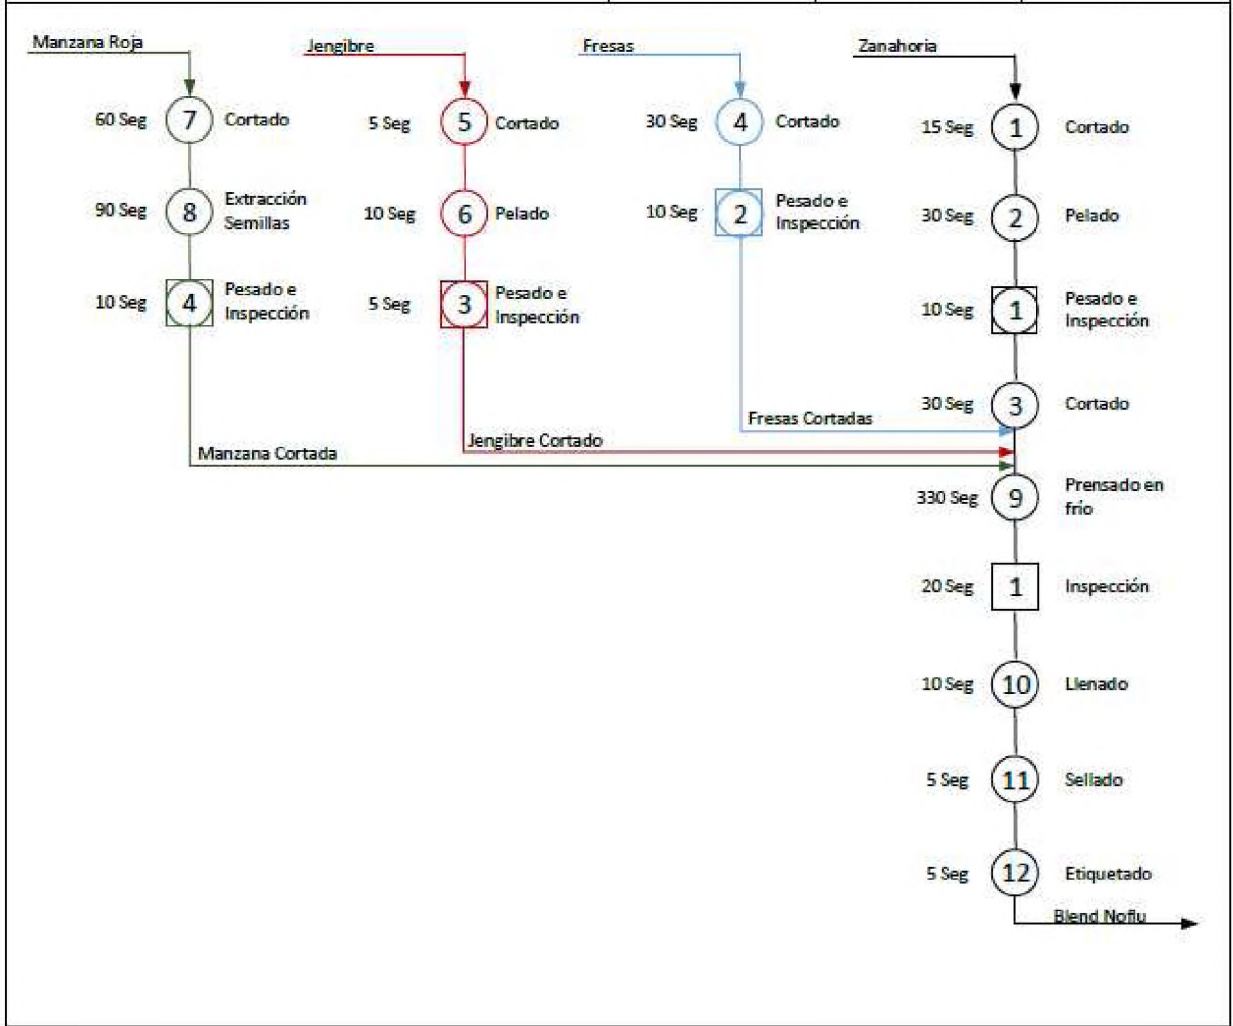 Manzana Roja
60 Seg 7 Cortado
90 Seg 8 Extracción
Semillas
10 Seg 4 Pesado e
Inspección
Manzana Cortada
Jengibre
5 Seg 5 Cortado
10 Seg 6 Pelado
5 Seg 3 Pesado e
Inspección
Jengibre Cortado
Fresas
30 Seg 4 Cortado
10 Seg 2 Pesado e
Inspección
Fresas Cortadas
Zanahoria
15 Seg 1 Cortado
30 Seg 2 Pelado
10 Seg 1 Pesado e
Inspección
30 Seg 3 Cortado
330 Seg 9 Prensado en
frío
20 Seg 1 Inspección
10 Seg 10 Llenado
5 Seg 11 Sellado
5 Seg 12 Etiquetado
Blend Noflu